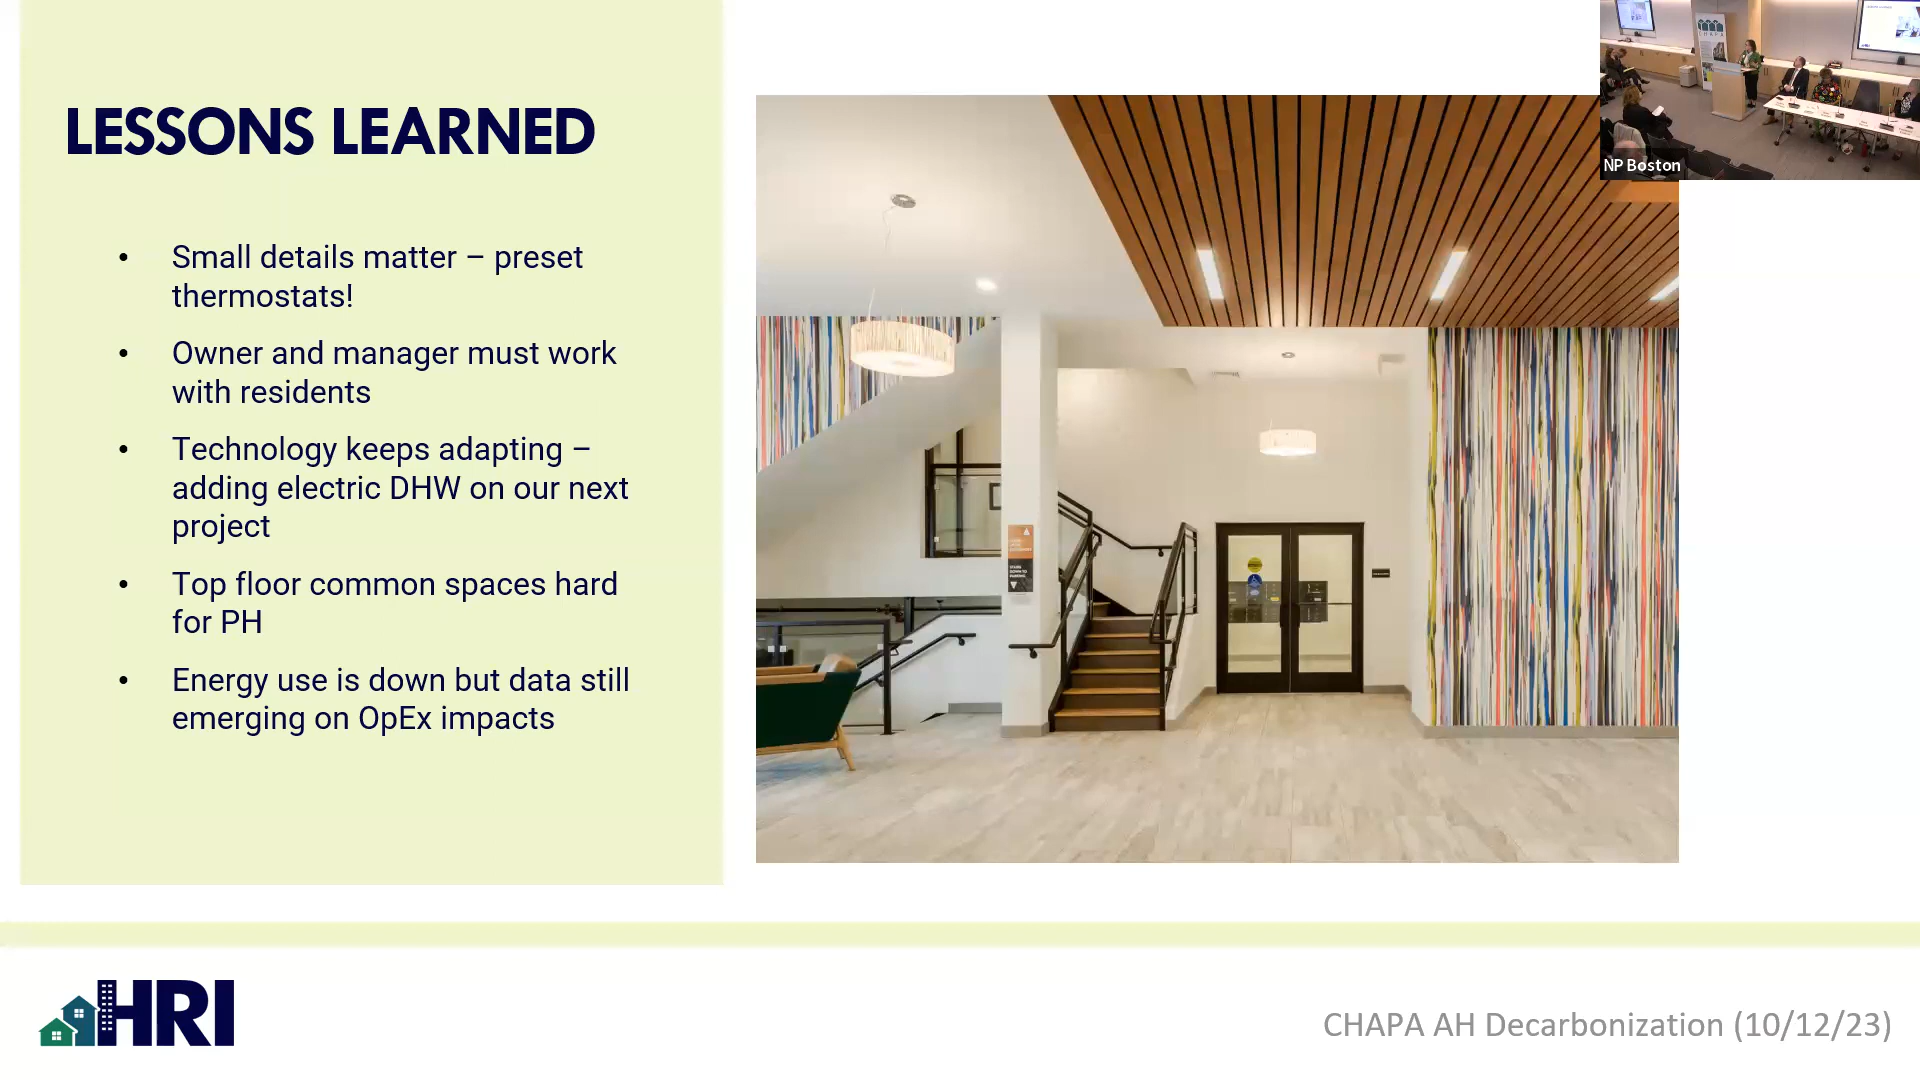 LESSONS LEARNED
• Small details matter – preset
thermostats!
• Owner and manager must work
with residents
• Technology keeps adapting –
adding electric DHW on our next
project
• Top floor common spaces hard
for PH
• Energy use is down but data still
emerging on OpEx impacts
NP Boston
HRI
CHAPA AH Decarbonization (10/12/23)